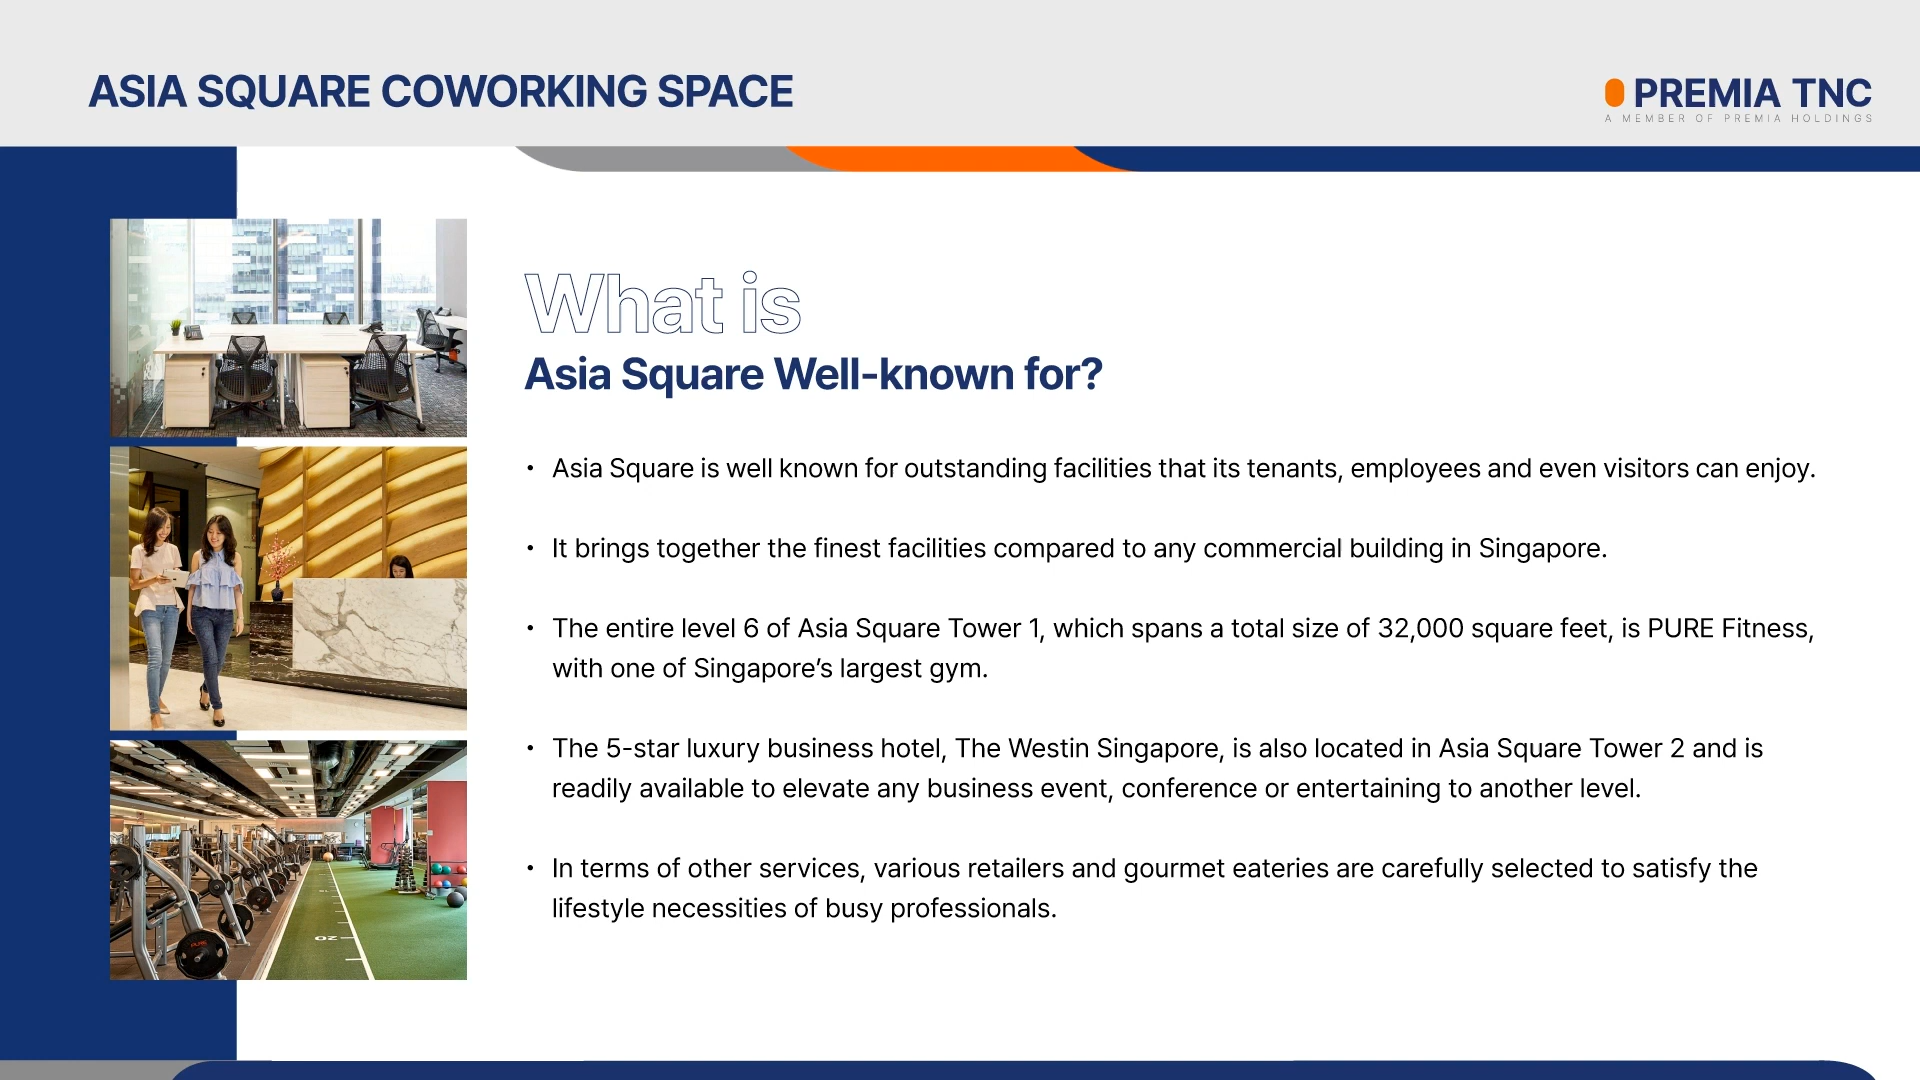 ASIA SQUARE COWORKING SPACE
PREMIA TNC
A MEMBER OF PREMIA HOLDINGS
What is
Asia Square Well-known for?
• Asia Square is well known for outstanding facilities that its tenants, employees and even visitors can enjoy.
• It brings together the finest facilities compared to any commercial building in Singapore.
• The entire level 6 of Asia Square Tower 1, which spans a total size of 32,000 square feet, is PURE Fitness,
with one of Singapore’s largest gym.
• The 5-star luxury business hotel, The Westin Singapore, is also located in Asia Square Tower 2 and is
readily available to elevate any business event, conference or entertaining to another level.
• In terms of other services, various retailers and gourmet eateries are carefully selected to satisfy the
lifestyle necessities of busy professionals.
20
PURE